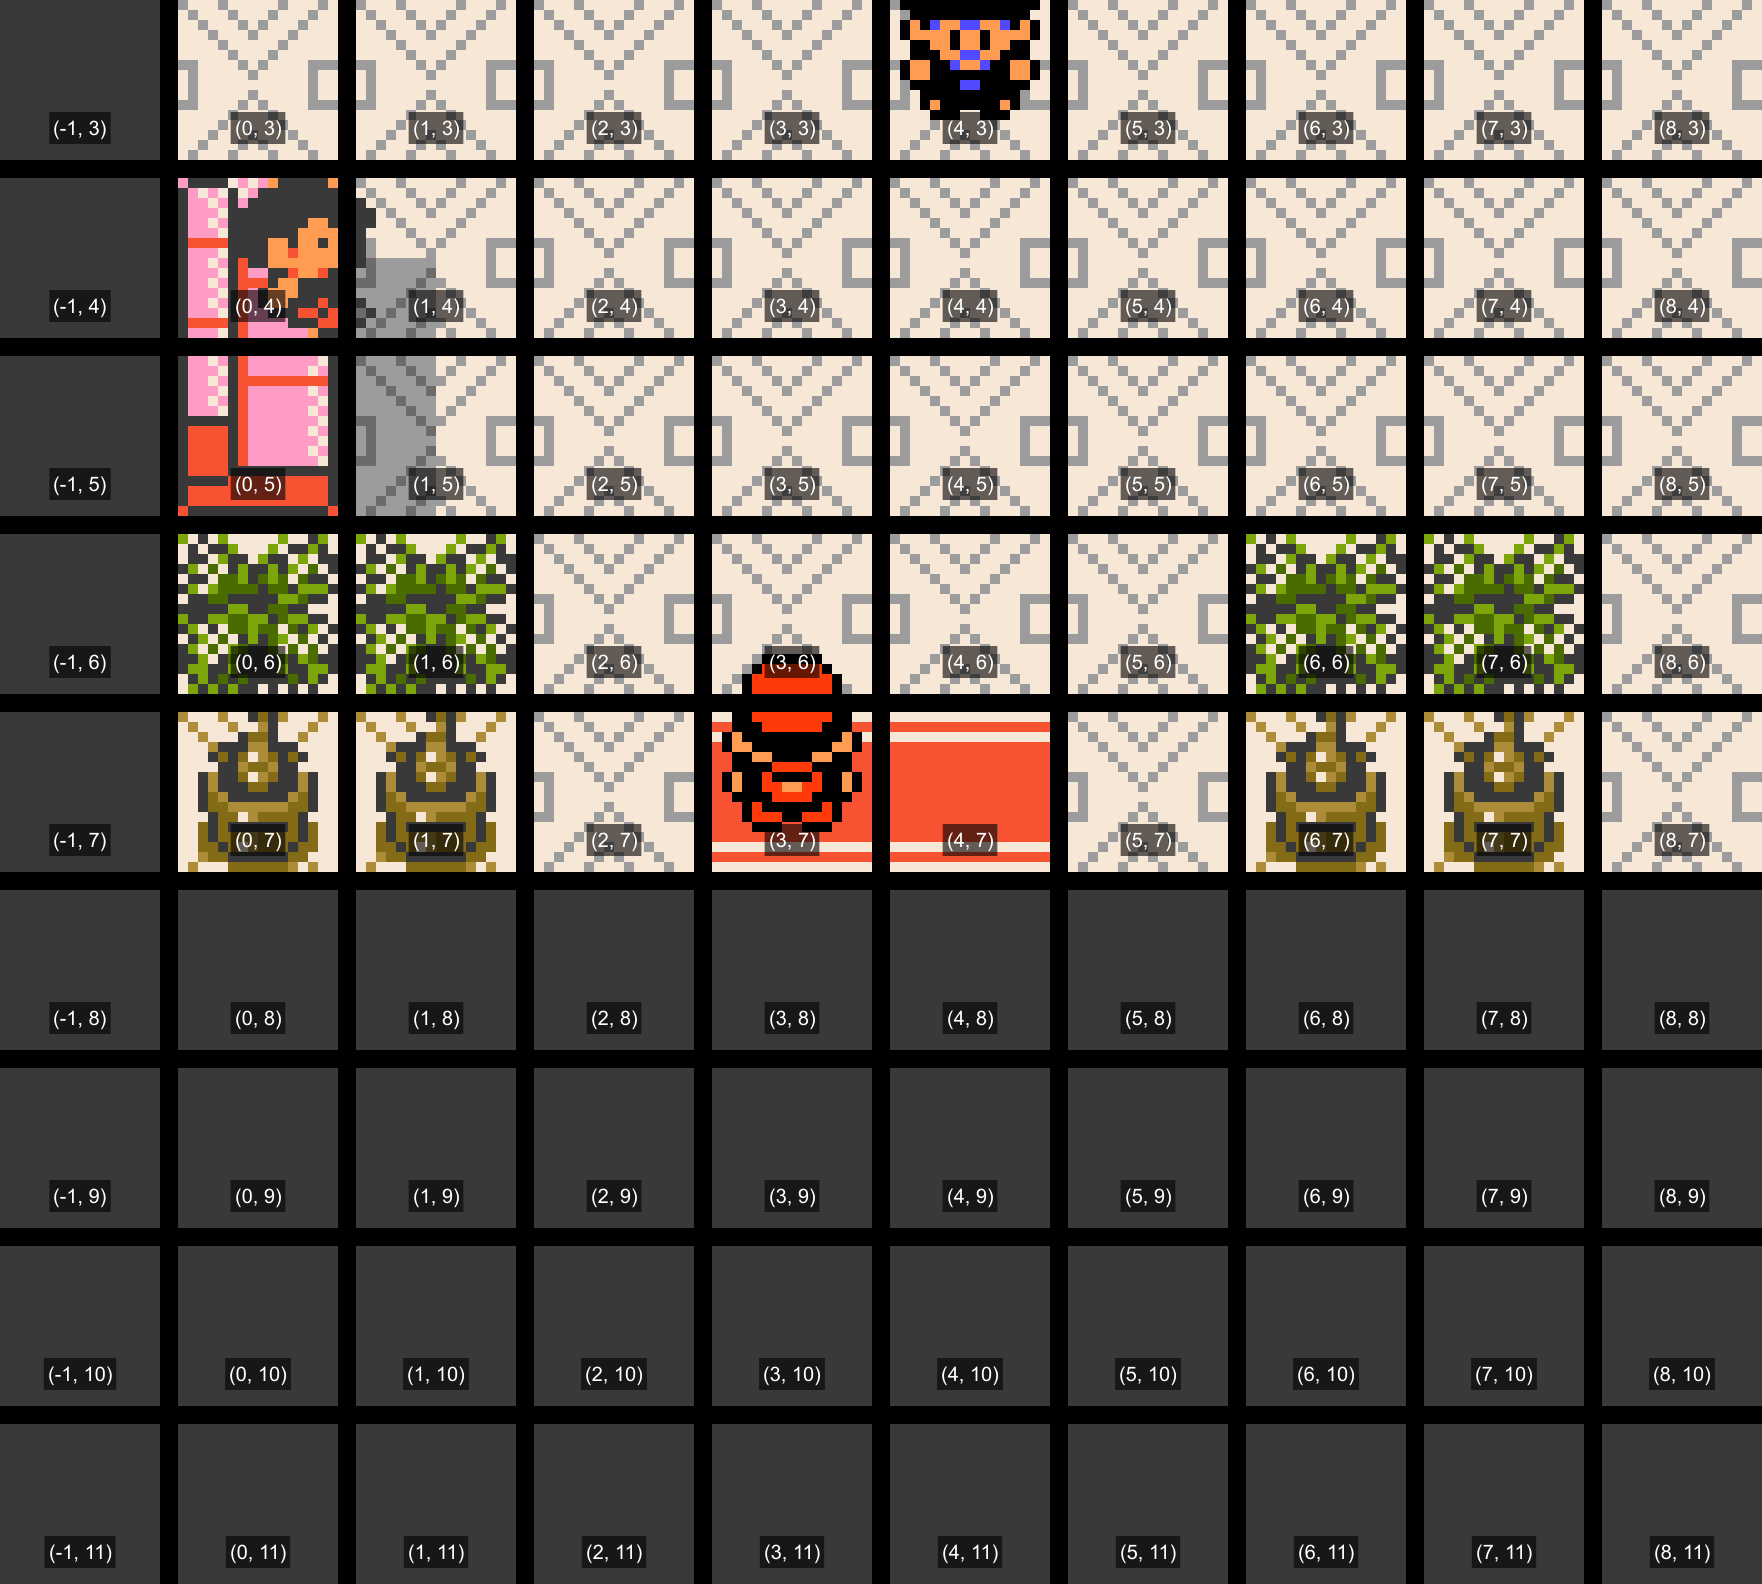 (-1, 3) (0, 3) (1, 3) (2, 3) (3, 3) (4, 3) (5, 3) (6, 3) (7, 3) (8, 3)
(-1, 4) (0, 4) (1, 4) (2, 4) (3, 4) (4, 4) (5, 4) (6, 4) (7, 4) (8, 4)
(-1, 5) (0, 5) (1, 5) (2, 5) (3, 5) (4, 5) (5, 5) (6, 5) (7, 5) (8, 5)
(-1, 6) (0, 6) (1, 6) (2, 6) (3, 6) (4, 6) (5, 6) (6, 6) (7, 6) (8, 6)
(-1, 7) (0, 7) (1, 7) (2, 7) (3, 7) (4, 7) (5, 7) (6, 7) (7, 7) (8, 7)
(-1, 8) (0, 8) (1, 8) (2, 8) (3, 8) (4, 8) (5, 8) (6, 8) (7, 8) (8, 8)
(-1, 9) (0, 9) (1, 9) (2, 9) (3, 9) (4, 9) (5, 9) (6, 9) (7, 9) (8, 9)
(-1, 10) (0, 10) (1, 10) (2, 10) (3, 10) (4, 10) (5, 10) (6, 10) (7, 10) (8, 10)
(-1, 11) (0, 11) (1, 11) (2, 11) (3, 11) (4, 11) (5, 11) (6, 11) (7, 11) (8, 11)